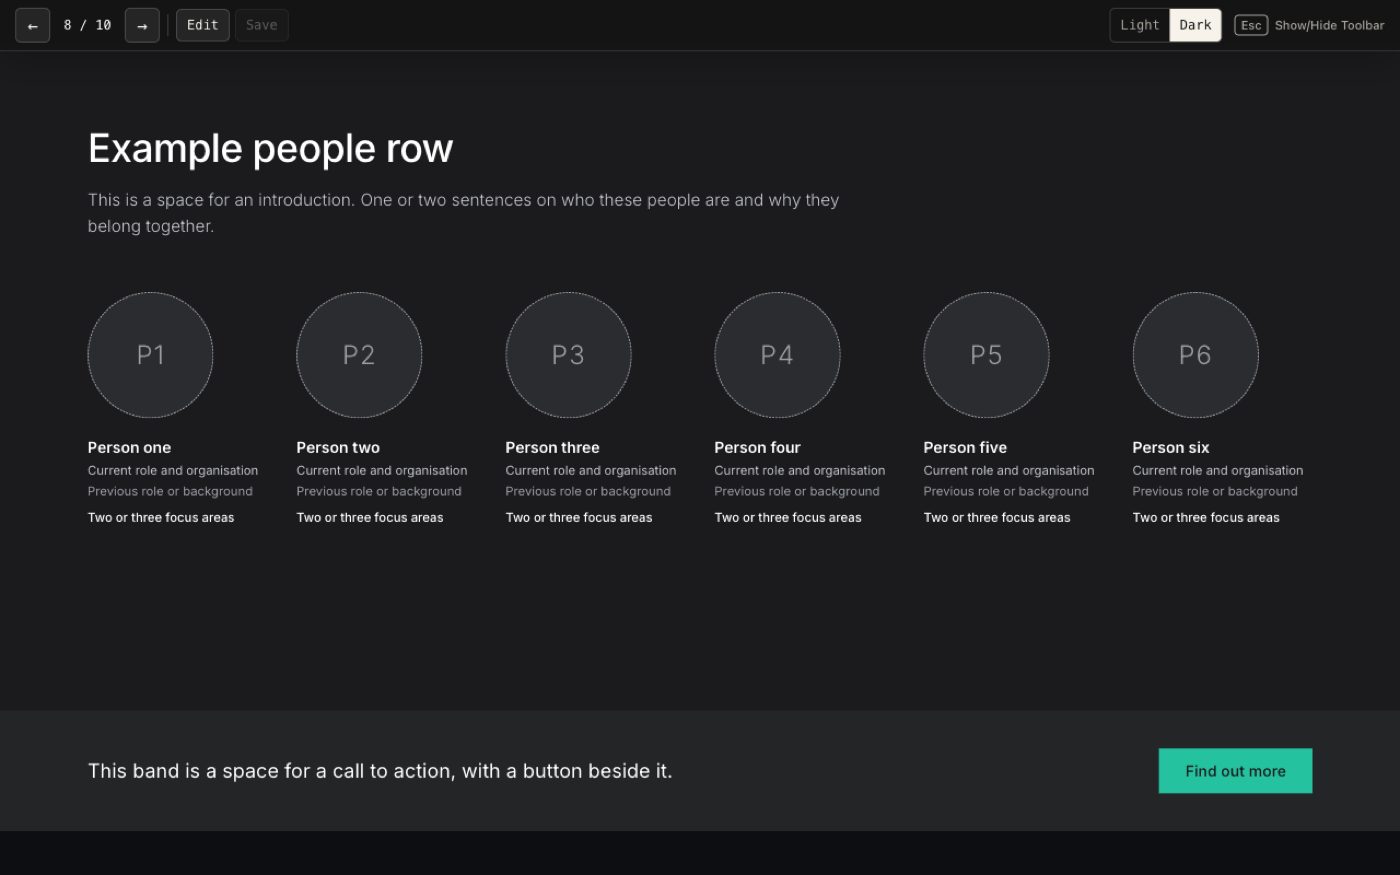 ← 8 / 10 → Edit Save Light Dark Esc Show/Hide Toolbar
Example people row
This is a space for an introduction. One or two sentences on who these people are and why they
belong together.
P1 P2 P3 P4 P5 P6
Person one Person two Person three Person four Person five Person six
Current role and organisation Current role and organisation Current role and organisation Current role and organisation Current role and organisation Current role and organisation
Previous role or background Previous role or background Previous role or background Previous role or background Previous role or background Previous role or background
Two or three focus areas Two or three focus areas Two or three focus areas Two or three focus areas Two or three focus areas Two or three focus areas
This band is a space for a call to action, with a button beside it. Find out more